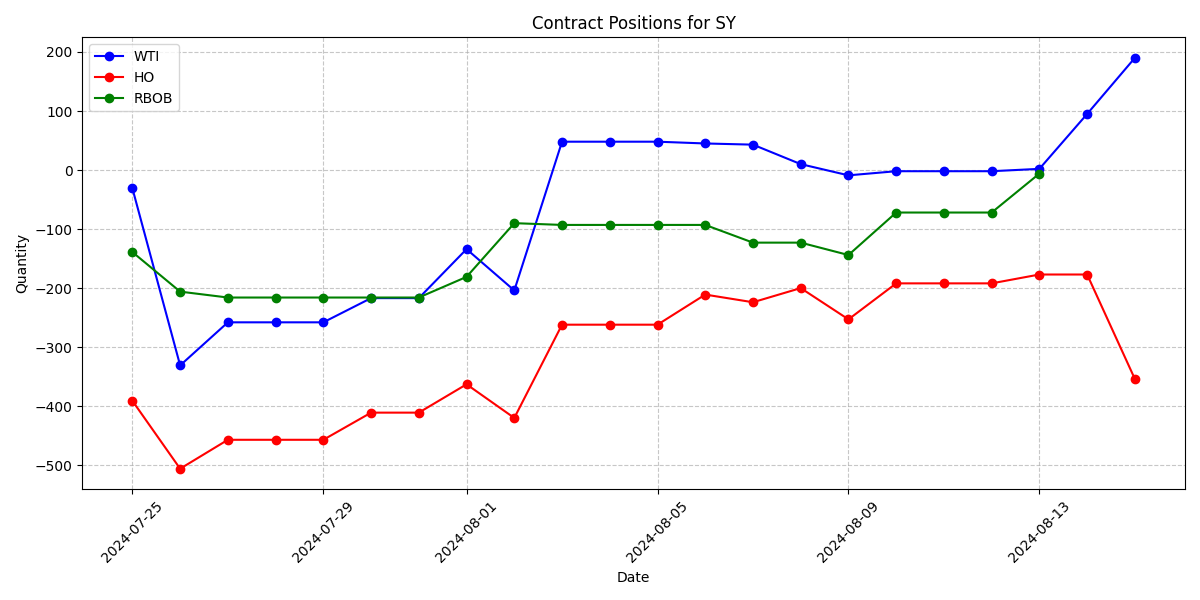 Contract Positions for SY
WTI
HO
RBOB
200
100
0
−100
−200
−300
−400
−500
Quantity
2024-07-25
2024-07-29
2024-08-01
2024-08-05
2024-08-09
2024-08-13
Date